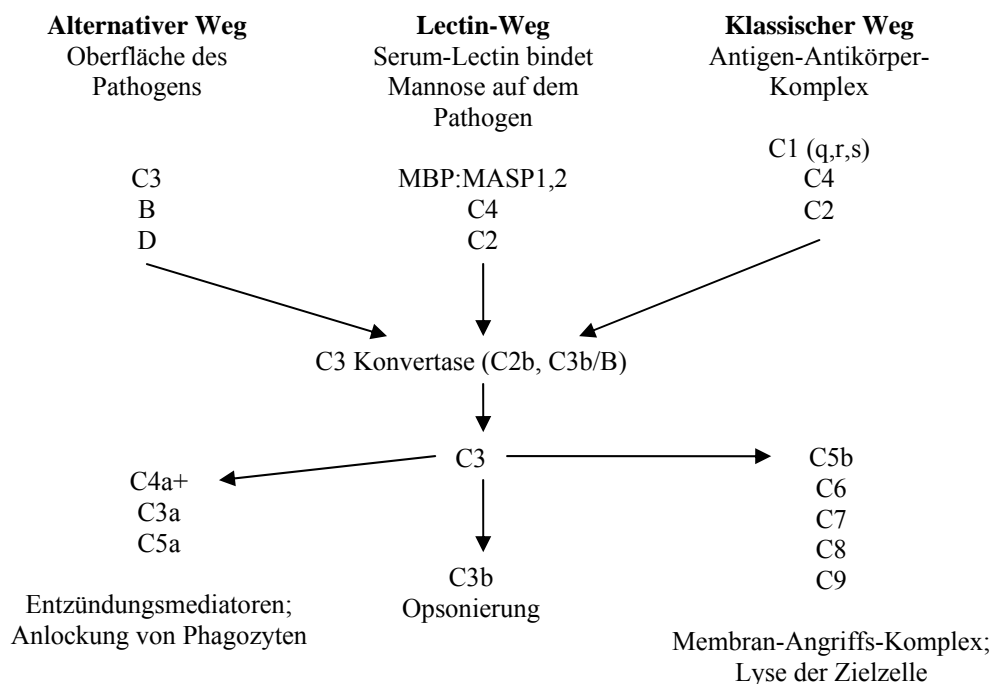 Alternativer Weg
Oberfläche des
Pathogens
C3
B
D
Lectin-Weg
Serum-Lectin bindet
Mannose auf dem
Pathogen
MBP:MASP1,2
C4
C2
Klassischer Weg
Antigen-Antikörper-
Komplex
C1 (q,r,s)
C4
C2
C3 Konvertase (C2b, C3b/B)
C3
C4a+
C3a
C5a
Entzündungsmediatoren;
Anlockung von Phagozyten
C3b
Opsonierung
C5b
C6
C7
C8
C9
Membran-Angriffs-Komplex;
Lyse der Zielzelle